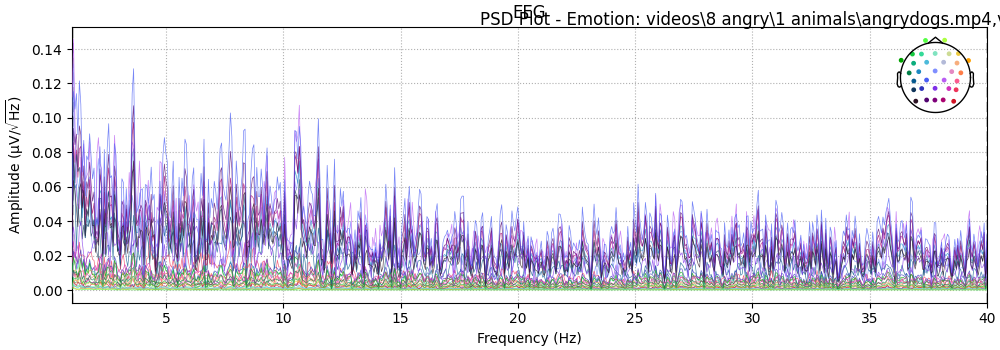 EEG
PSD Plot - Emotion: videos\8 angry\1 animals\angrydogs.mp4,
Amplitude (µV/√Hz)
0.14
0.12
0.10
0.08
0.06
0.04
0.02
0.00
5 10 15 20 25 30 35 40
Frequency (Hz)